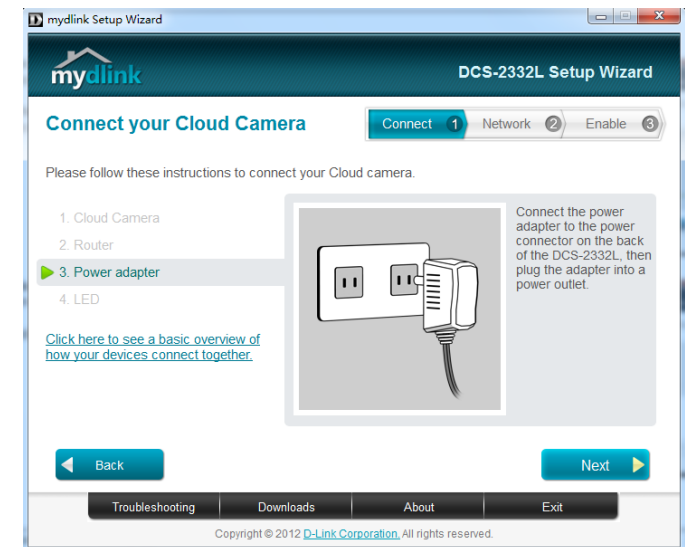 mydlink Setup Wizard
mydlink
DCS-2332L Setup Wizard
Connect your Cloud Camera
Connect 1 Network 2 Enable 3
Please follow these instructions to connect your Cloud camera.
1. Cloud Camera
2. Router
3. Power adapter
4. LED
Click here to see a basic overview of
how your devices connect together.
Connect the power
adapter to the power
connector on the back
of the DCS-2332L, then
plug the adapter into a
power outlet.
Back
Next
Troubleshooting Downloads About Exit
Copyright © 2012 D-Link Corporation. All rights reserved.